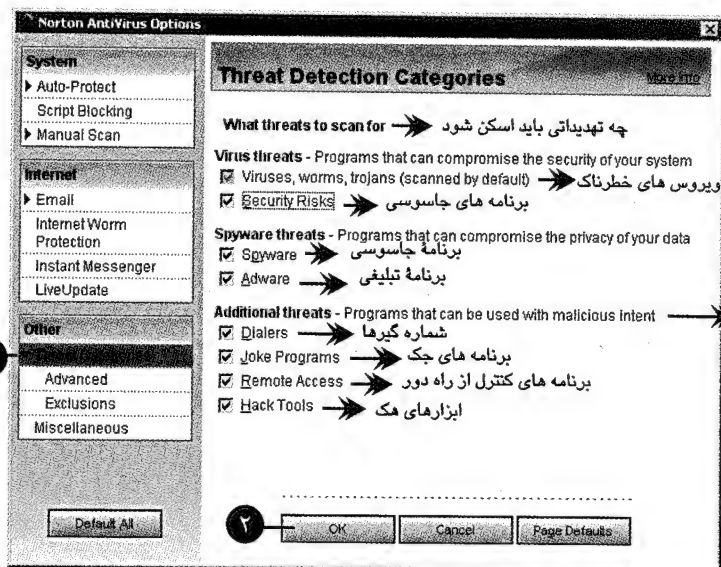 Norton AntiVirus Options
System
Auto-Protect
Script Blocking
Manual Scan
Internet
Email
Internet Worm
Protection
Instant Messenger
LiveUpdate
Other
Advanced
Exclusions
Miscellaneous
Default All
Threat Detection Categories
More Info
What threats to scan for چه تهدیداتی باید اسکن شود
Virus threats - Programs that can compromise the security of your system
Viruses, worms, trojans (scanned by default) ویروس های خطرناک
Security Risks برنامه های جاسوسی
Spyware threats - Programs that can compromise the privacy of your data
Spyware برنامهٔ جاسوسی
Adware برنامهٔ تبلیغی
Additional threats - Programs that can be used with malicious intent
Dialers شماره گیرها
Joke Programs برنامه های جک
Remote Access برنامه های کنترل از راه دور
Hack Tools ابزارهای هک
۲ OK Cancel Page Defaults